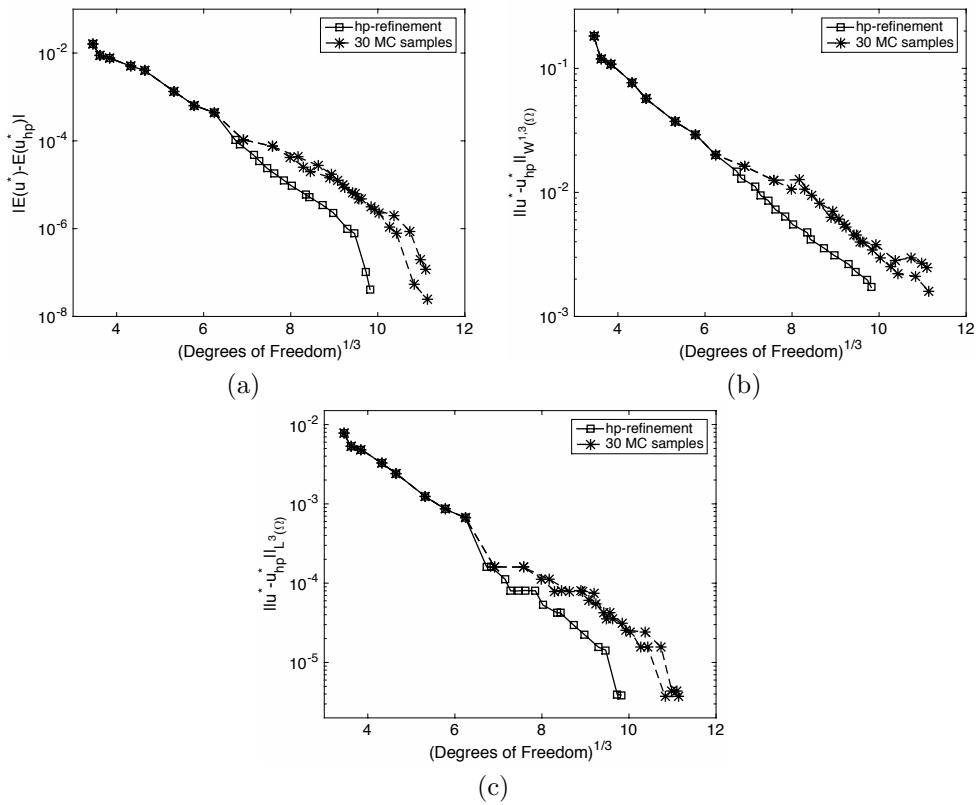 hp-refinement
30 MC samples
10^-2
10^-4
10^-6
10^-8
|E(u^*)-E(u^*_hp)|
4 6 8 10 12
(Degrees of Freedom)^1/3
(a)
hp-refinement
30 MC samples
10^-1
10^-2
10^-3
||u^*-u^*_hp||_W^1,3(Ω)
4 6 8 10 12
(Degrees of Freedom)^1/3
(b)
hp-refinement
30 MC samples
10^-2
10^-3
10^-4
10^-5
||u^*-u^*_hp||_L^3(Ω)
4 6 8 10 12
(Degrees of Freedom)^1/3
(c)